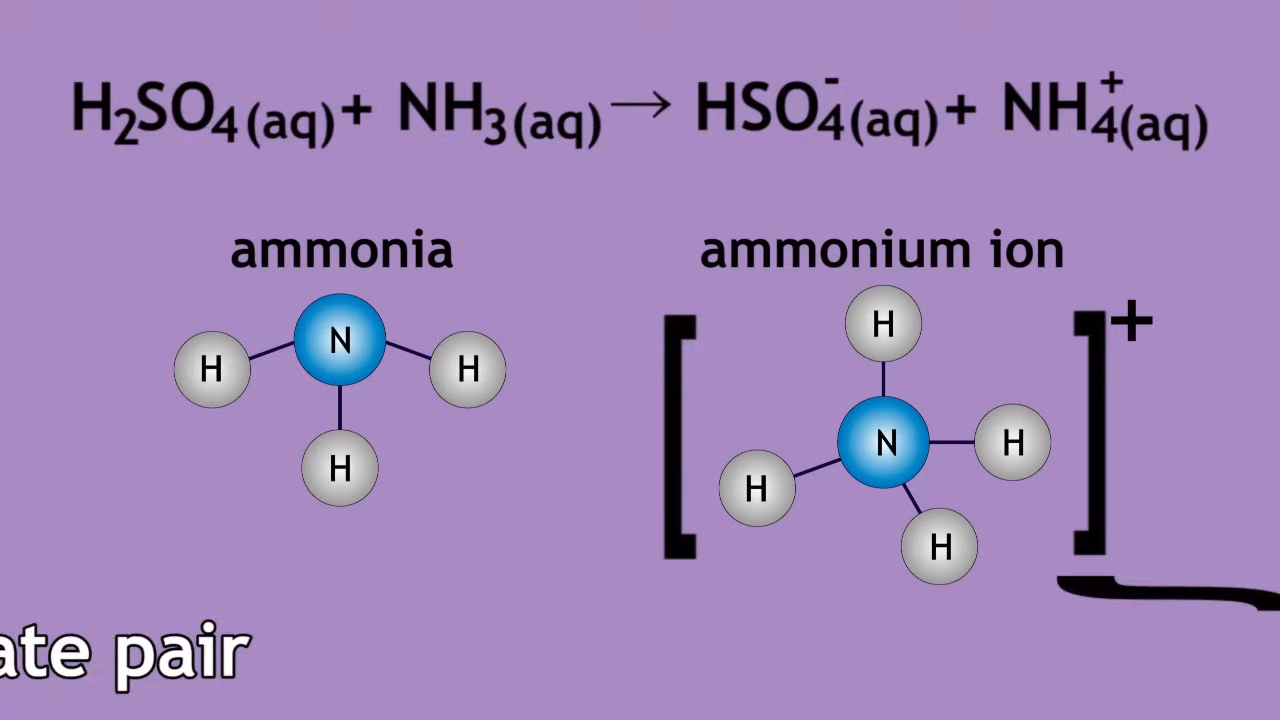 H₂SO₄(aq) + NH₃(aq) → HSO₄⁻(aq) + NH₄⁺(aq)
ammonia
ammonium ion
H N H
H
[ H ]+
N H
H
H
ate pair